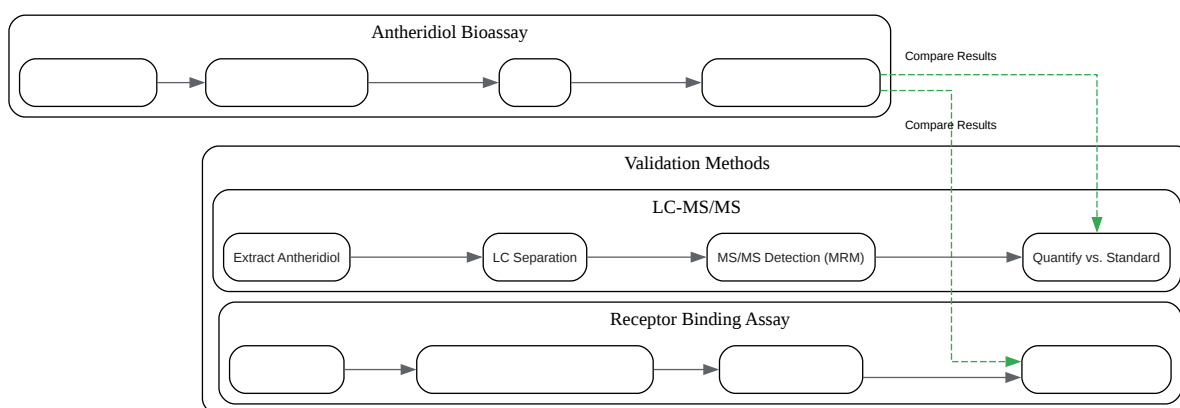 Antheridiol Bioassay
Compare Results
Compare Results
Validation Methods
LC-MS/MS
Extract Antheridiol
LC Separation
MS/MS Detection (MRM)
Quantify vs. Standard
Receptor Binding Assay